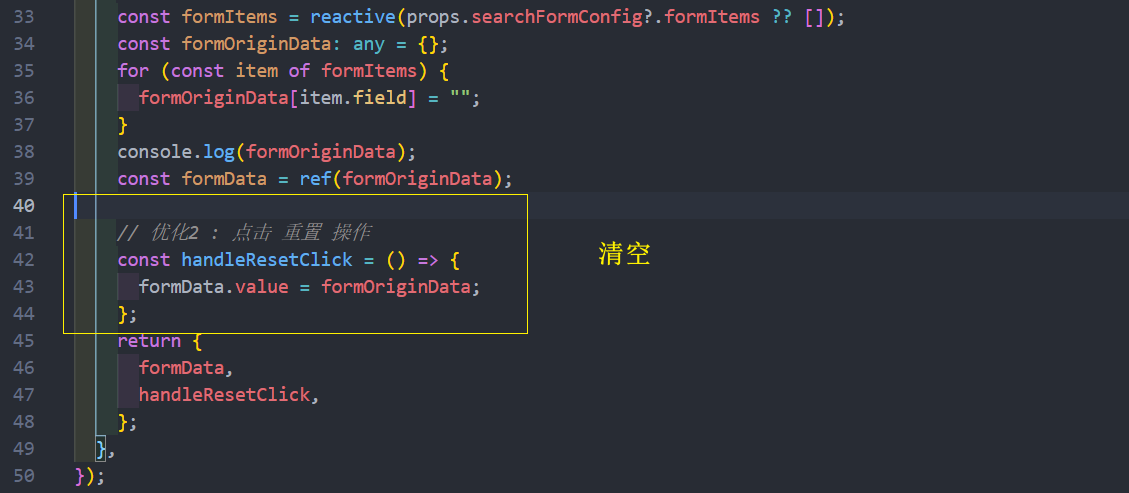 33 const formItems = reactive(props.searchFormConfig?.formItems ?? []);
34 const formOriginData: any = {};
35 for (const item of formItems) {
36 formOriginData[item.field] = "";
37 }
38 console.log(formOriginData);
39 const formData = ref(formOriginData);
40
41 // 优化2 : 点击 重置 操作
42 const handleResetClick = () => {
43 formData.value = formOriginData;
44 };
45 return {
46 formData,
47 handleResetClick,
48 };
49 },
50 });
清空